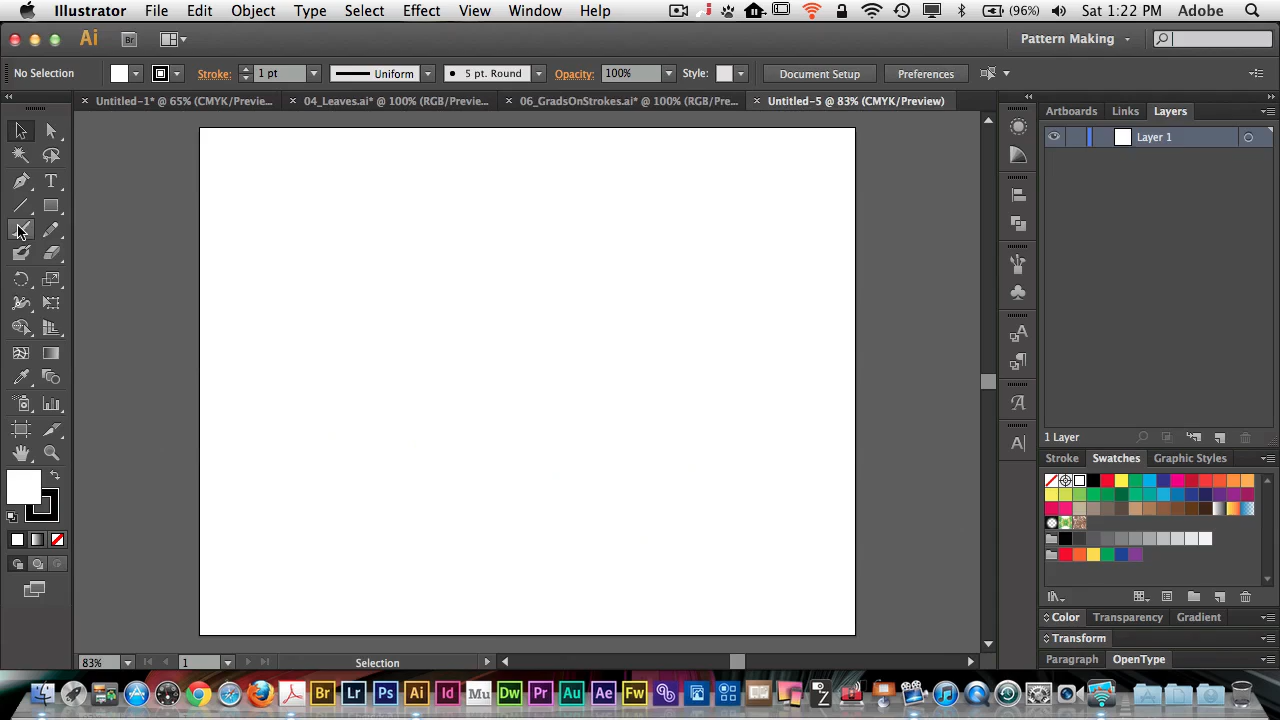 Illustrator File Edit Object Type Select Effect View Window Help (96%) Sat 1:22 PM Adobe
Ai Br Pattern Making
No Selection Stroke: 1 pt Uniform 5 pt. Round Opacity: 100% Style: Document Setup Preferences
Untitled-1* @ 65% (CMYK/Previe... 04_Leaves.ai* @ 100% (RGB/Previe... 06_GradsOnStrokes.ai* @ 100% (RGB/Pre... Untitled-5 @ 83% (CMYK/Preview)
Artboards Links Layers
Layer 1
T
A
A
A
A
1 Layer
Stroke Swatches Graphic Styles
Color Transparency Gradient
Transform
Paragraph OpenType
83% 1 Selection
Br Lr Ps Ai Id Mu Dw Pr Au Ae Fw